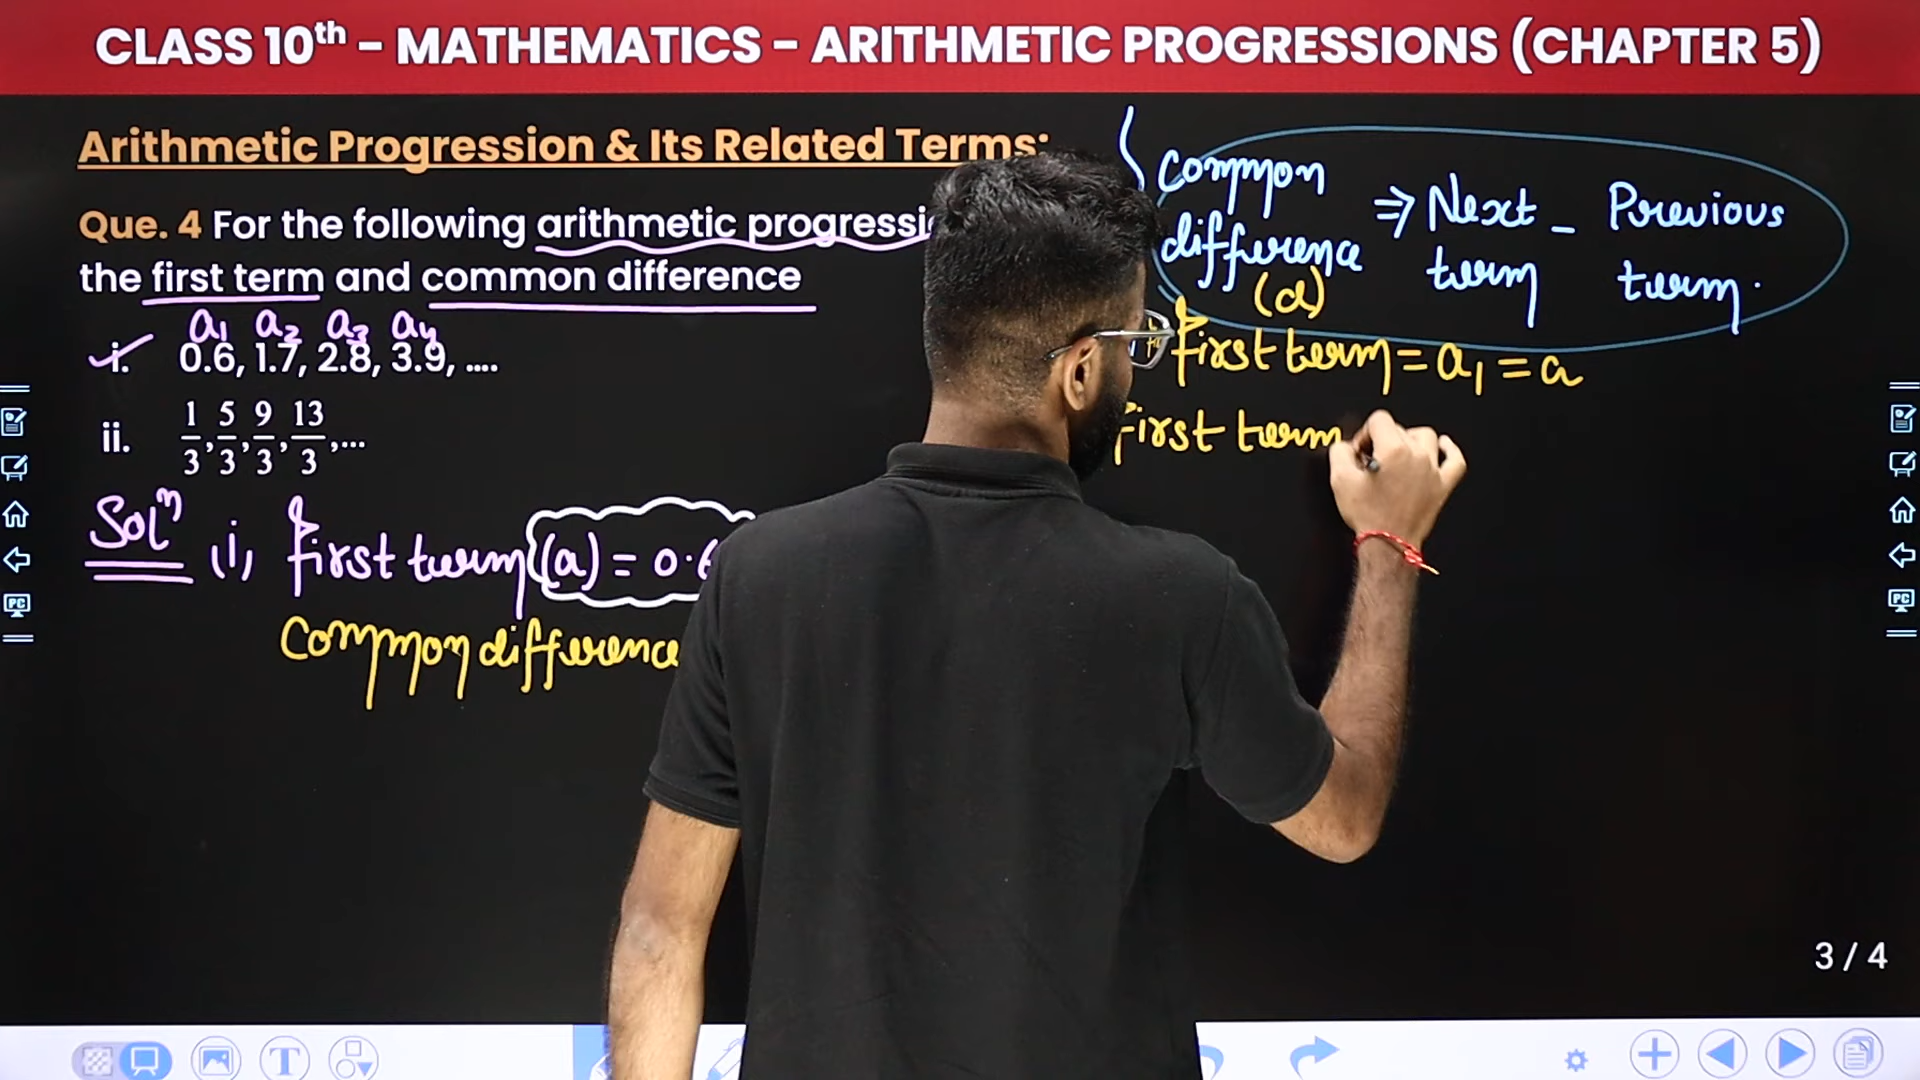 CLASS 10th - MATHEMATICS - ARITHMETIC PROGRESSIONS (CHAPTER 5)
Arithmetic Progression & Its Related Terms:
Que. 4 For the following arithmetic progressi
the first term and common difference
a1 a2 a3 a4
i. 0.6, 1.7, 2.8, 3.9, ....
ii. 1/3, 5/3, 9/3, 13/3, ...
Solⁿ (i) First term (a) = 0.6
Common difference
Common difference (d) ⇒ Next term - Previous term.
First term = a1 = a
First term
3 / 4
PC
PC
T